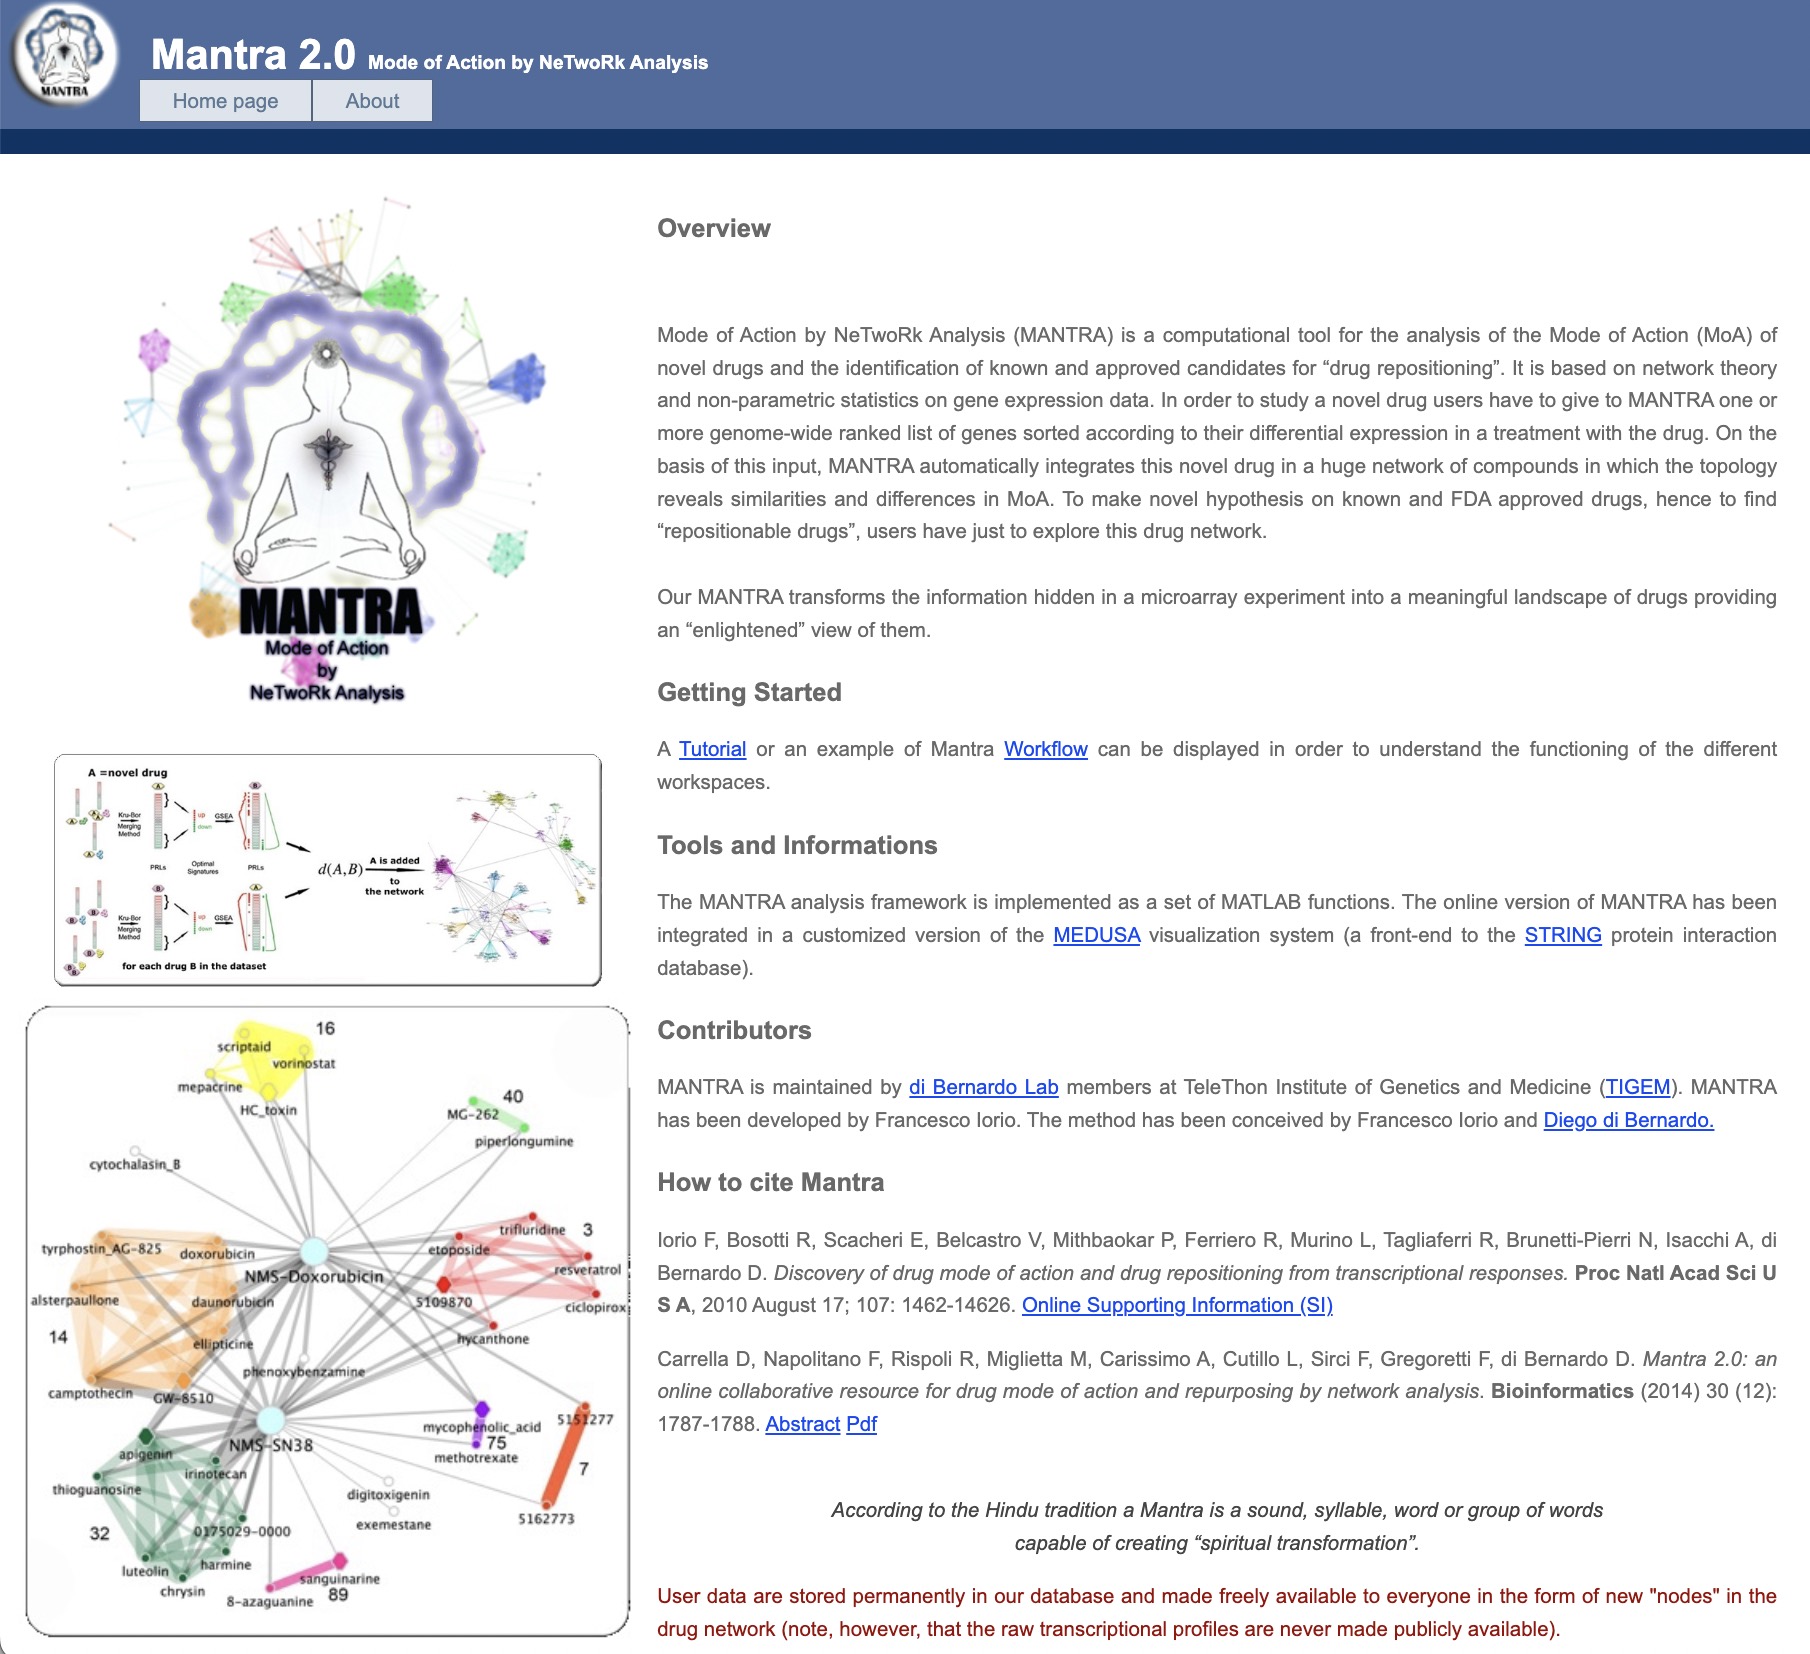 MANTRA
Mantra 2.0 Mode of Action by NeTwoRk Analysis
Home page
About
MANTRA
Mode of Action
by
NeTwoRk Analysis
A =novel drug
A
B
Kru-Bor
Merging
Method
up
down
GSEA
PRLs
Optimal
Signatures
PRLs
d(A,B)
A is added
to
the network
B
A
Kru-Bor
Merging
Method
up
down
GSEA
for each drug B in the dataset
16
scriptaid
vorinostat
mepacrine
HC_toxin
40
MG-262
piperlongumine
cytochalasin_B
trifluridine
3
tyrphostin_AG-825
doxorubicin
etoposide
NMS-Doxorubicin
resveratrol
alsterpaullone
daunorubicin
5109870
ciclopirox
14
ellipticine
hycanthone
phenoxybenzamine
camptothecin
GW-8510
mycophenolic_acid
5151277
NMS-SN38
75
apigenin
methotrexate
irinotecan
7
thioguanosine
digitoxigenin
32
0175029-0000
exemestane
5162773
luteolin
harmine
chrysin
sanguinarine
8-azaguanine
89
Overview
Mode of Action by NeTwoRk Analysis (MANTRA) is a computational tool for the analysis of the Mode of Action (MoA) of
novel drugs and the identification of known and approved candidates for “drug repositioning”. It is based on network theory
and non-parametric statistics on gene expression data. In order to study a novel drug users have to give to MANTRA one or
more genome-wide ranked list of genes sorted according to their differential expression in a treatment with the drug. On the
basis of this input, MANTRA automatically integrates this novel drug in a huge network of compounds in which the topology
reveals similarities and differences in MoA. To make novel hypothesis on known and FDA approved drugs, hence to find
“repositionable drugs”, users have just to explore this drug network.
Our MANTRA transforms the information hidden in a microarray experiment into a meaningful landscape of drugs providing
an “enlightened” view of them.
Getting Started
A Tutorial or an example of Mantra Workflow can be displayed in order to understand the functioning of the different
workspaces.
Tools and Informations
The MANTRA analysis framework is implemented as a set of MATLAB functions. The online version of MANTRA has been
integrated in a customized version of the MEDUSA visualization system (a front-end to the STRING protein interaction
database).
Contributors
MANTRA is maintained by di Bernardo Lab members at TeleThon Institute of Genetics and Medicine (TIGEM). MANTRA
has been developed by Francesco Iorio. The method has been conceived by Francesco Iorio and Diego di Bernardo.
How to cite Mantra
Iorio F, Bosotti R, Scacheri E, Belcastro V, Mithbaokar P, Ferriero R, Murino L, Tagliaferri R, Brunetti-Pierri N, Isacchi A, di
Bernardo D. Discovery of drug mode of action and drug repositioning from transcriptional responses. Proc Natl Acad Sci U
S A, 2010 August 17; 107: 1462-14626. Online Supporting Information (SI)
Carrella D, Napolitano F, Rispoli R, Miglietta M, Carissimo A, Cutillo L, Sirci F, Gregoretti F, di Bernardo D. Mantra 2.0: an
online collaborative resource for drug mode of action and repurposing by network analysis. Bioinformatics (2014) 30 (12):
1787-1788. Abstract Pdf
According to the Hindu tradition a Mantra is a sound, syllable, word or group of words
capable of creating “spiritual transformation”.
User data are stored permanently in our database and made freely available to everyone in the form of new "nodes" in the
drug network (note, however, that the raw transcriptional profiles are never made publicly available).